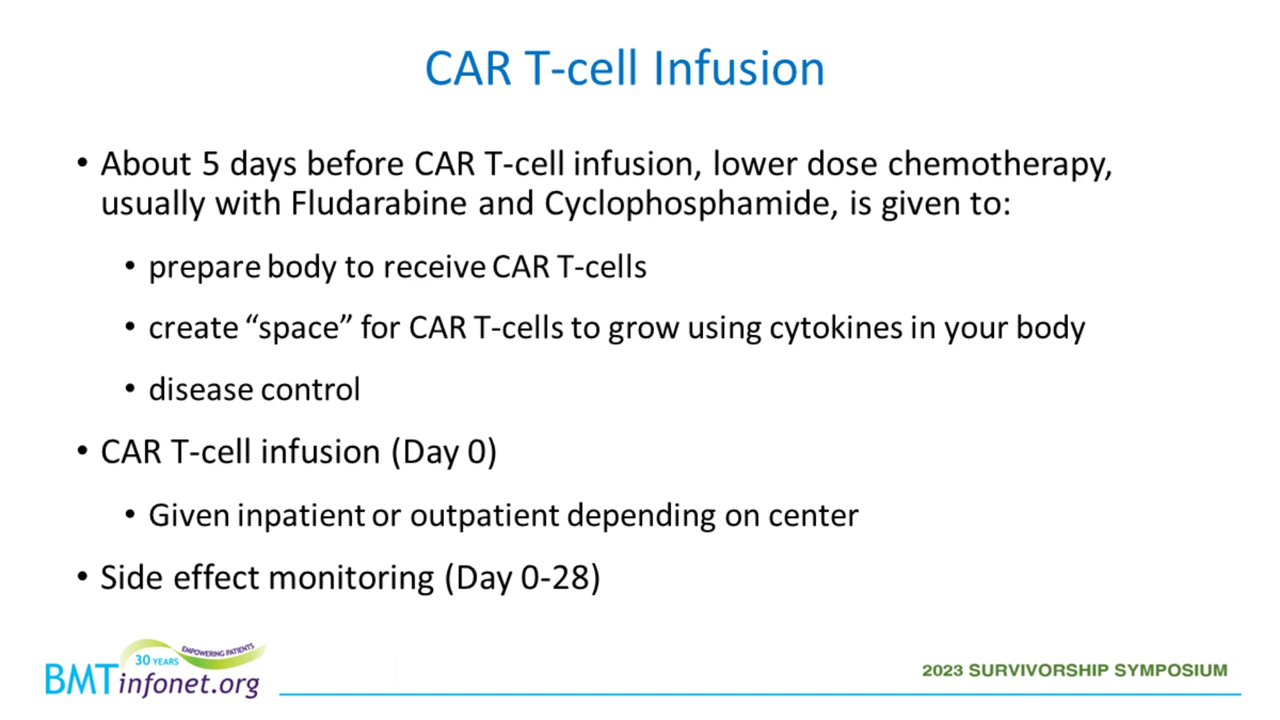 CAR T-cell Infusion
• About 5 days before CAR T-cell infusion, lower dose chemotherapy,
usually with Fludarabine and Cyclophosphamide, is given to:
• prepare body to receive CAR T-cells
• create “space” for CAR T-cells to grow using cytokines in your body
• disease control
• CAR T-cell infusion (Day 0)
• Given inpatient or outpatient depending on center
• Side effect monitoring (Day 0-28)
30 YEARS EMPOWERING PATIENTS
BMTinfonet.org
2023 SURVIVORSHIP SYMPOSIUM